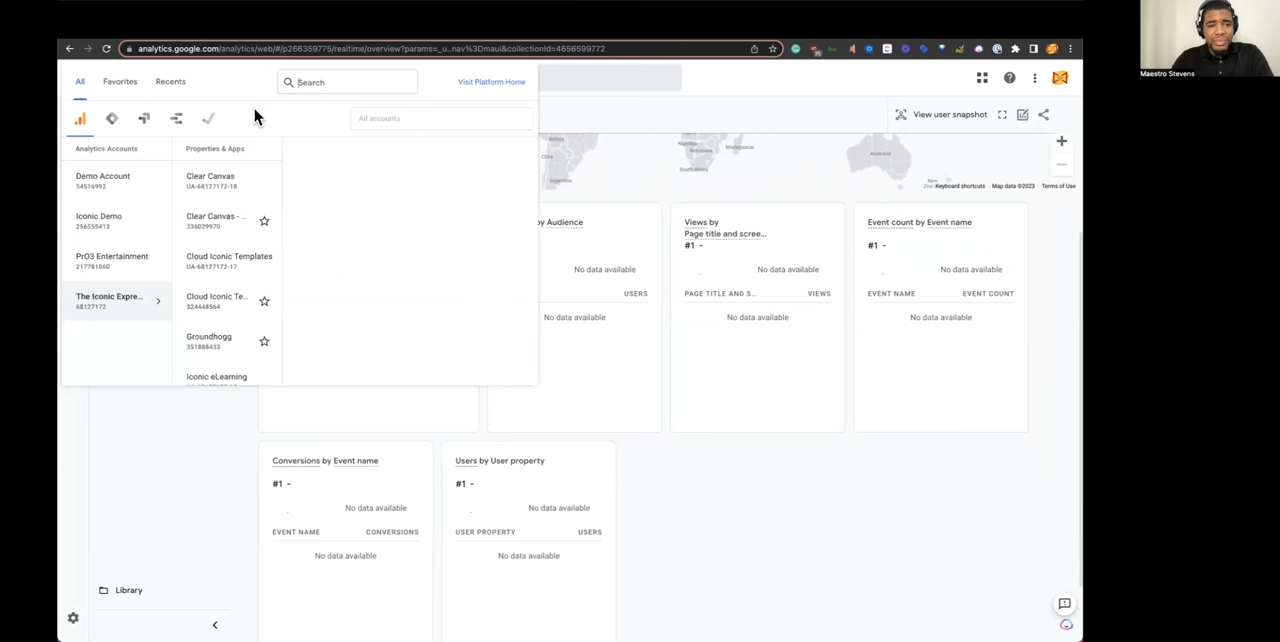 analytics.google.com/analytics/web/#/p266359775/realtime/overview?params=_u..nav%3Dmaui&collectionId=4656599772
Maestro Stevens
All
Favorites
Recents
Search
Visit Platform Home
All accounts
View user snapshot
Analytics Accounts
Properties & Apps
Demo Account
54516992
Iconic Demo
256555413
PrO3 Entertainment
217781060
The Iconic Expre...
68127172
Clear Canvas
UA-68127172-18
Clear Canvas - ...
336029970
Cloud Iconic Templates
UA-68127172-17
Cloud Iconic Te...
324448564
Groundhogg
351888433
Iconic eLearning
Chile
Argentina
Namibia
Botswana
Madagascar
South Africa
Australia
Keyboard shortcuts
Map data ©2023
Terms of Use
by Audience
No data available
USERS
No data available
Views by
Page title and scree...
#1 -
No data available
PAGE TITLE AND S...
VIEWS
No data available
Event count by Event name
#1 -
No data available
EVENT NAME
EVENT COUNT
No data available
Conversions by Event name
#1 -
No data available
EVENT NAME
CONVERSIONS
No data available
Users by User property
#1 -
No data available
USER PROPERTY
USERS
No data available
Library